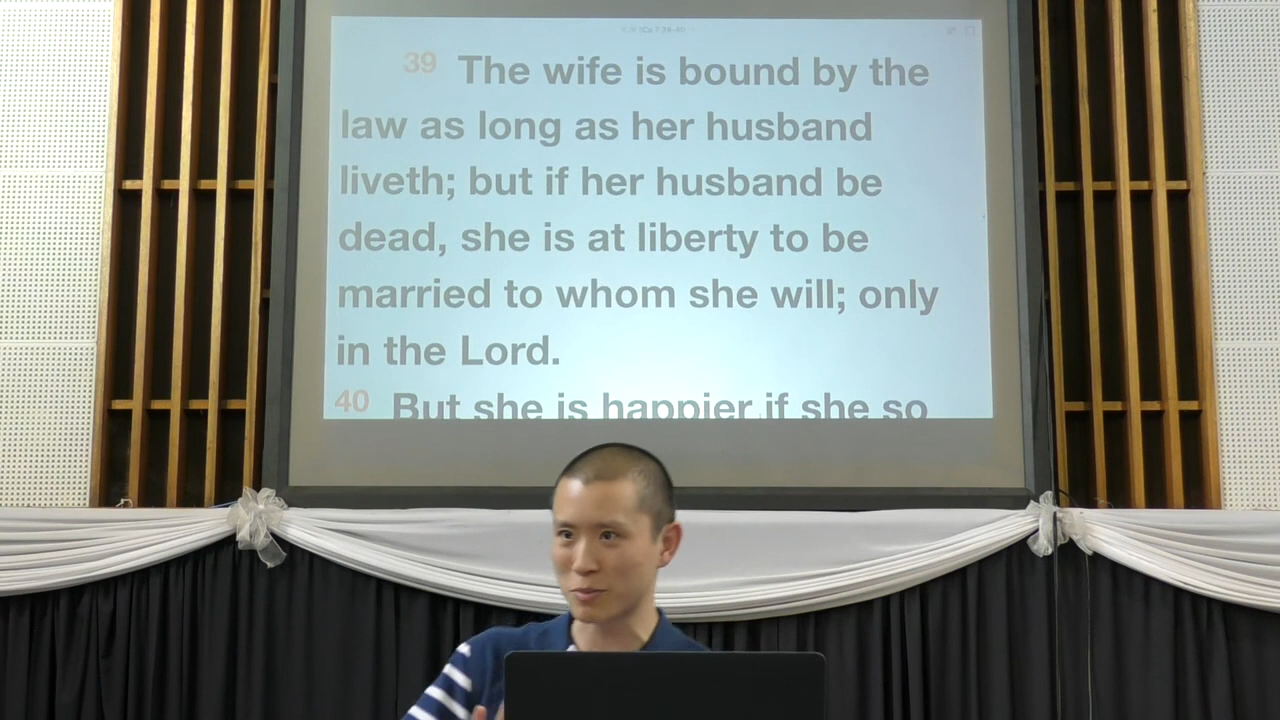 39 The wife is bound by the
law as long as her husband
liveth; but if her husband be
dead, she is at liberty to be
married to whom she will; only
in the Lord.
40 But she is happier if she so